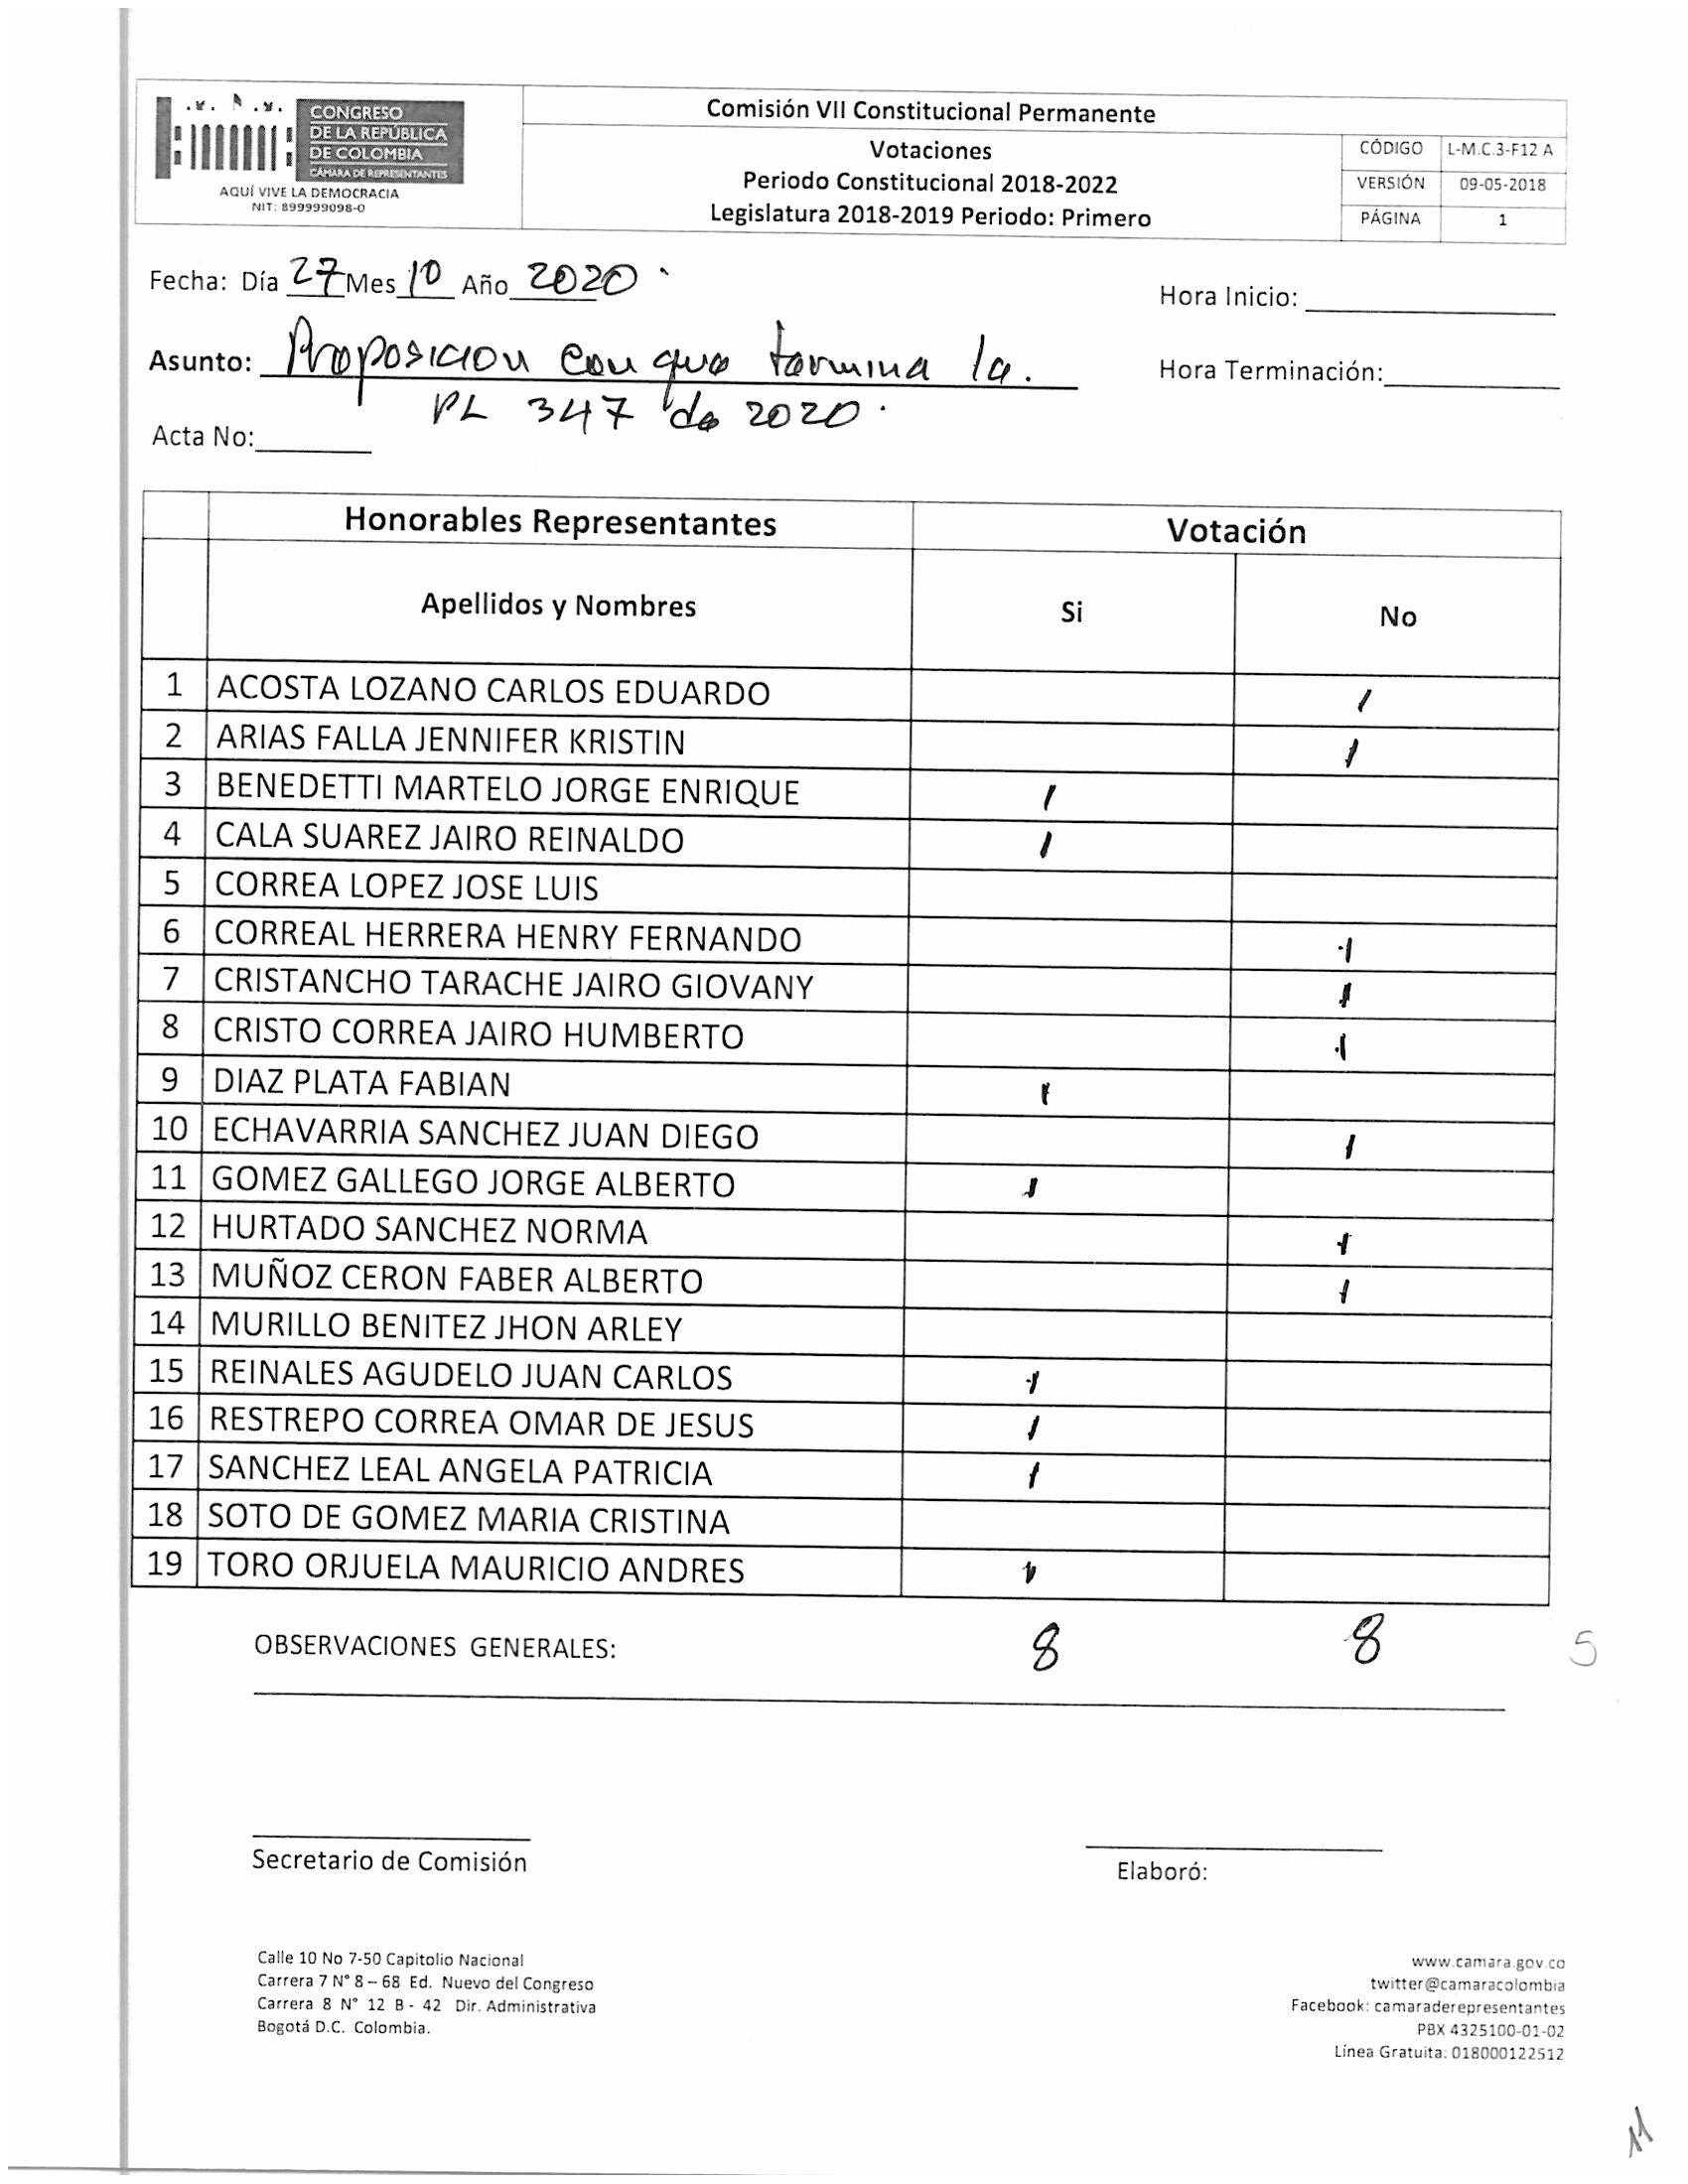 CONGRESO
DE LA REPÚBLICA
DE COLOMBIA
CÁMARA DE REPRESENTANTES
AQUÍ VIVE LA DEMOCRACIA
NIT: 899999098-0
Comisión VII Constitucional Permanente
Votaciones
Periodo Constitucional 2018-2022
Legislatura 2018-2019 Periodo: Primero
CÓDIGO L-M.C.3-F12 A
VERSIÓN 09-05-2018
PÁGINA 1
Fecha: Día 27 Mes 10 Año 2020.
Hora Inicio:
Asunto: Proposicion con que termina la.
Hora Terminación:
PL 347 de 2020.
Acta No:
Honorables Representantes Votación
Apellidos y Nombres Si No
1 ACOSTA LOZANO CARLOS EDUARDO /
2 ARIAS FALLA JENNIFER KRISTIN /
3 BENEDETTI MARTELO JORGE ENRIQUE /
4 CALA SUAREZ JAIRO REINALDO /
5 CORREA LOPEZ JOSE LUIS
6 CORREAL HERRERA HENRY FERNANDO /
7 CRISTANCHO TARACHE JAIRO GIOVANY /
8 CRISTO CORREA JAIRO HUMBERTO /
9 DIAZ PLATA FABIAN /
10 ECHAVARRIA SANCHEZ JUAN DIEGO /
11 GOMEZ GALLEGO JORGE ALBERTO /
12 HURTADO SANCHEZ NORMA /
13 MUÑOZ CERON FABER ALBERTO /
14 MURILLO BENITEZ JHON ARLEY
15 REINALES AGUDELO JUAN CARLOS /
16 RESTREPO CORREA OMAR DE JESUS /
17 SANCHEZ LEAL ANGELA PATRICIA /
18 SOTO DE GOMEZ MARIA CRISTINA
19 TORO ORJUELA MAURICIO ANDRES /
OBSERVACIONES GENERALES: 8 8 5
Secretario de Comisión
Elaboró:
Calle 10 No 7-50 Capitolio Nacional
Carrera 7 N° 8 – 68 Ed. Nuevo del Congreso
Carrera 8 N° 12 B - 42 Dir. Administrativa
Bogotá D.C. Colombia.
www.camara.gov.co
twitter@camaracolombia
Facebook: camaraderepresentantes
PBX 4325100-01-02
Línea Gratuita: 018000122512
11